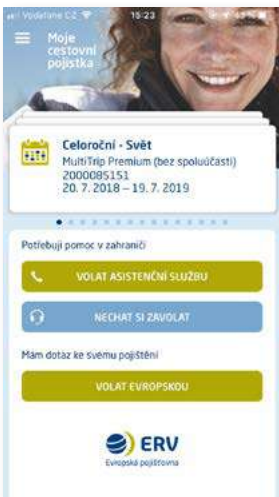 Vodafone CZ 15:23 63 %
Moje
cestovní
pojistka
Celoroční - Svět
MultiTrip Premium (bez spoluúčasti)
2000085151
20. 7. 2018 – 19. 7. 2019
Potřebuji pomoc v zahraničí
VOLAT ASISTENČNÍ SLUŽBU
NECHAT SI ZAVOLAT
Mám dotaz ke svému pojištění
VOLAT EVROPSKOU
ERV
Evropská pojišťovna